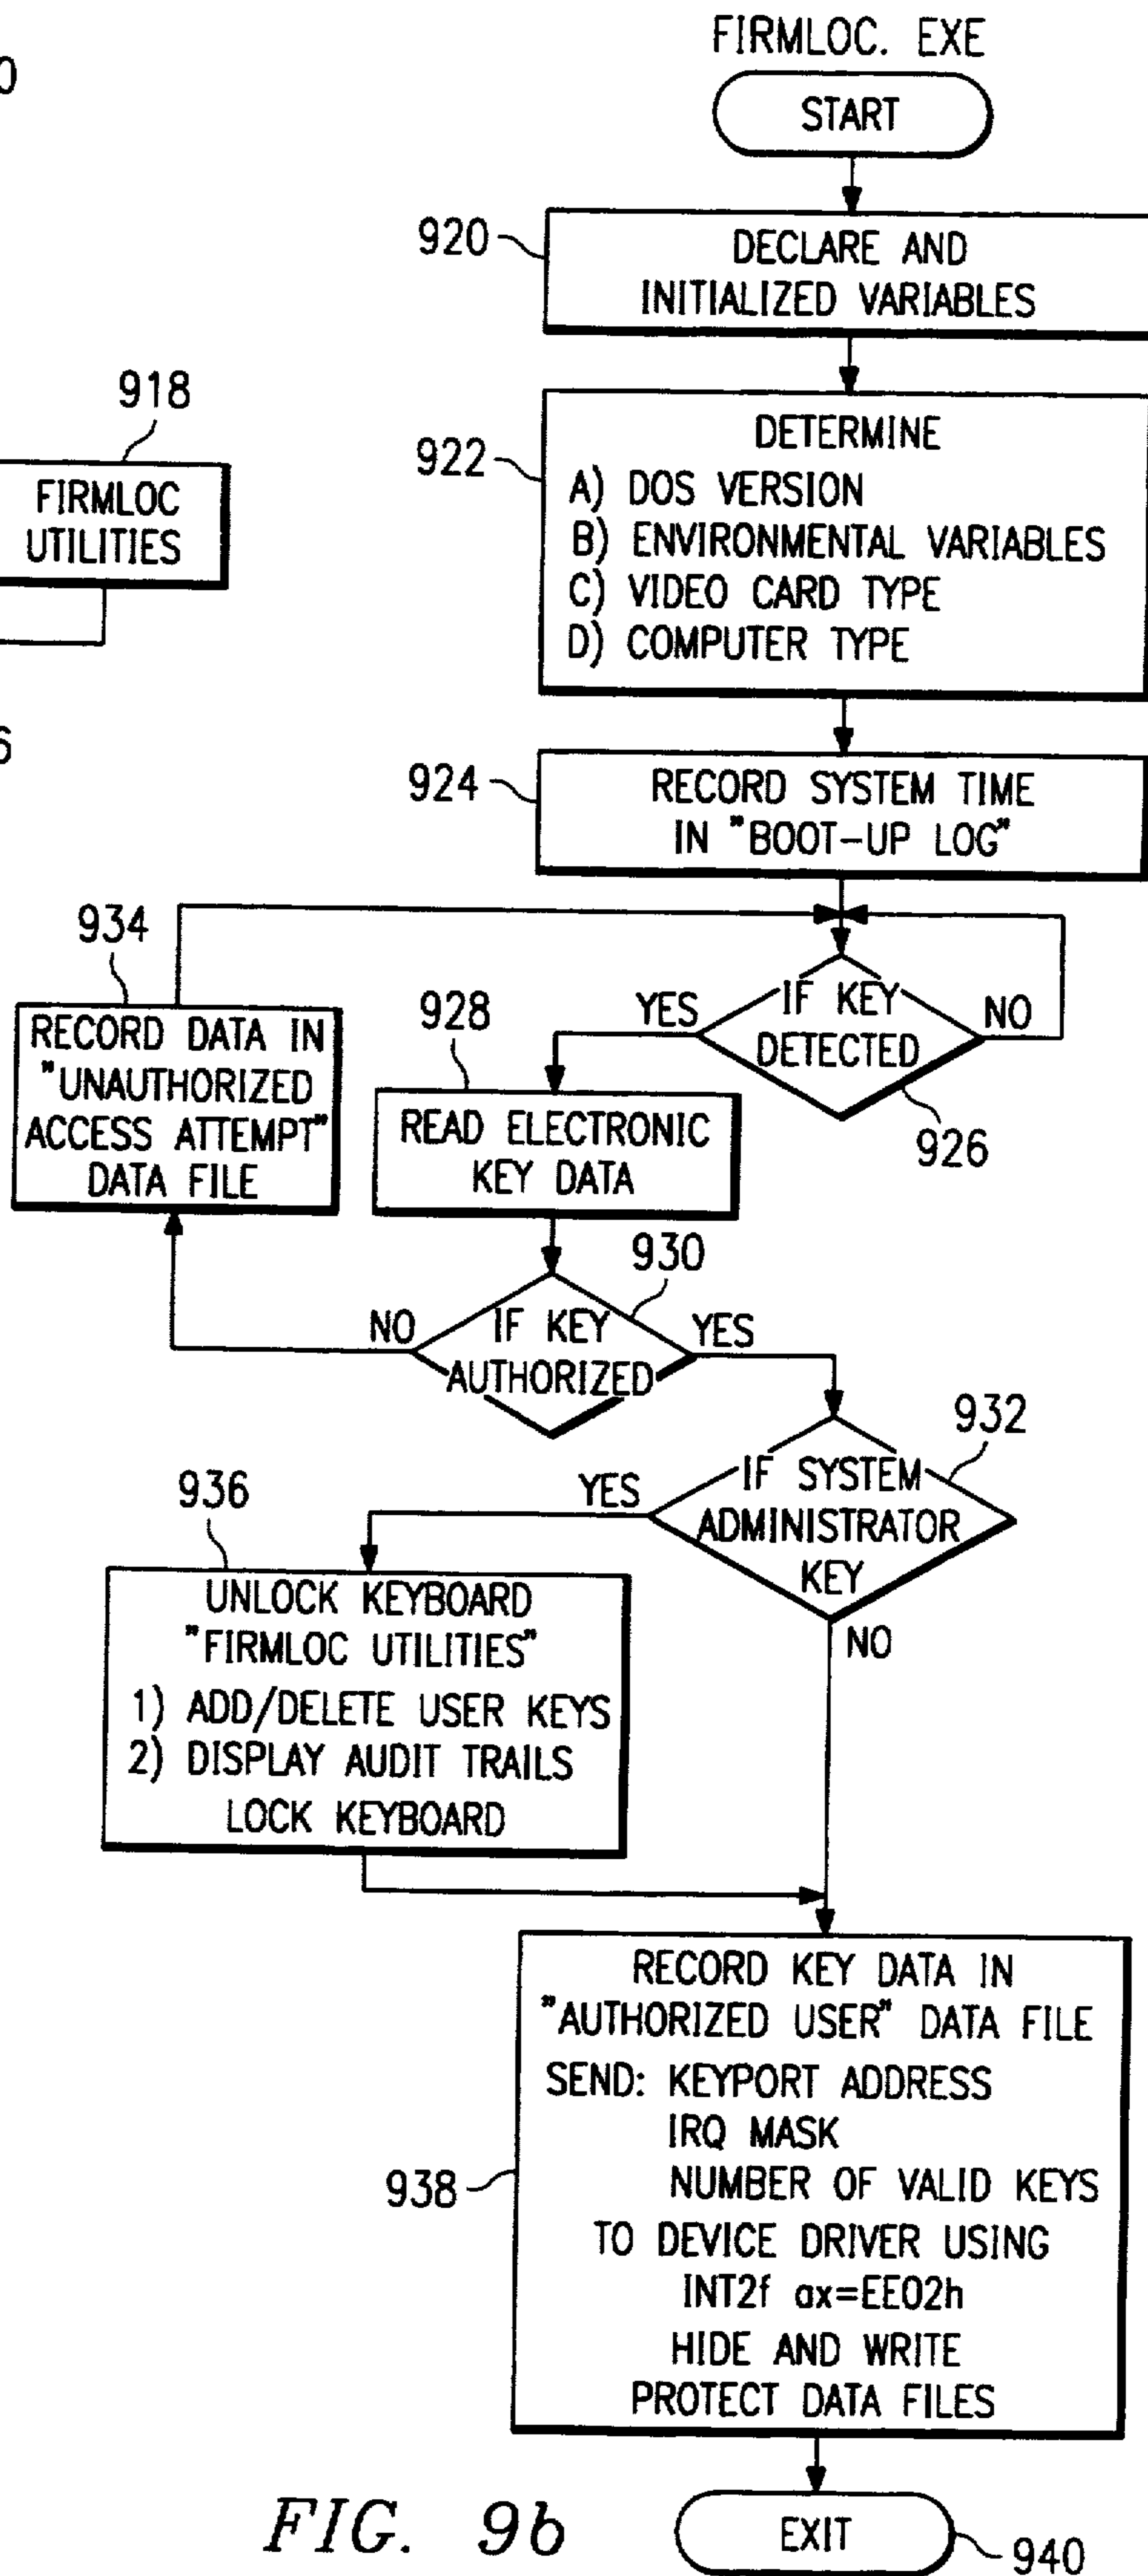 FIRMLOC. EXE
START
920
DECLARE AND
INITIALIZED VARIABLES
0
918
FIRMLOC
UTILITIES
922
DETERMINE
A) DOS VERSION
B) ENVIRONMENTAL VARIABLES
C) VIDEO CARD TYPE
D) COMPUTER TYPE
6
924
RECORD SYSTEM TIME
IN "BOOT-UP LOG"
934
RECORD DATA IN
"UNAUTHORIZED
ACCESS ATTEMPT"
DATA FILE
928
YES
IF KEY
DETECTED
NO
926
READ ELECTRONIC
KEY DATA
930
NO
IF KEY
AUTHORIZED
YES
932
YES
IF SYSTEM
ADMINISTRATOR
KEY
NO
936
UNLOCK KEYBOARD
"FIRMLOC UTILITIES"
1) ADD/DELETE USER KEYS
2) DISPLAY AUDIT TRAILS
LOCK KEYBOARD
RECORD KEY DATA IN
"AUTHORIZED USER" DATA FILE
SEND: KEYPORT ADDRESS
IRQ MASK
NUMBER OF VALID KEYS
938
TO DEVICE DRIVER USING
INT2f ax=EE02h
HIDE AND WRITE
PROTECT DATA FILES
EXIT
940
FIG. 9b